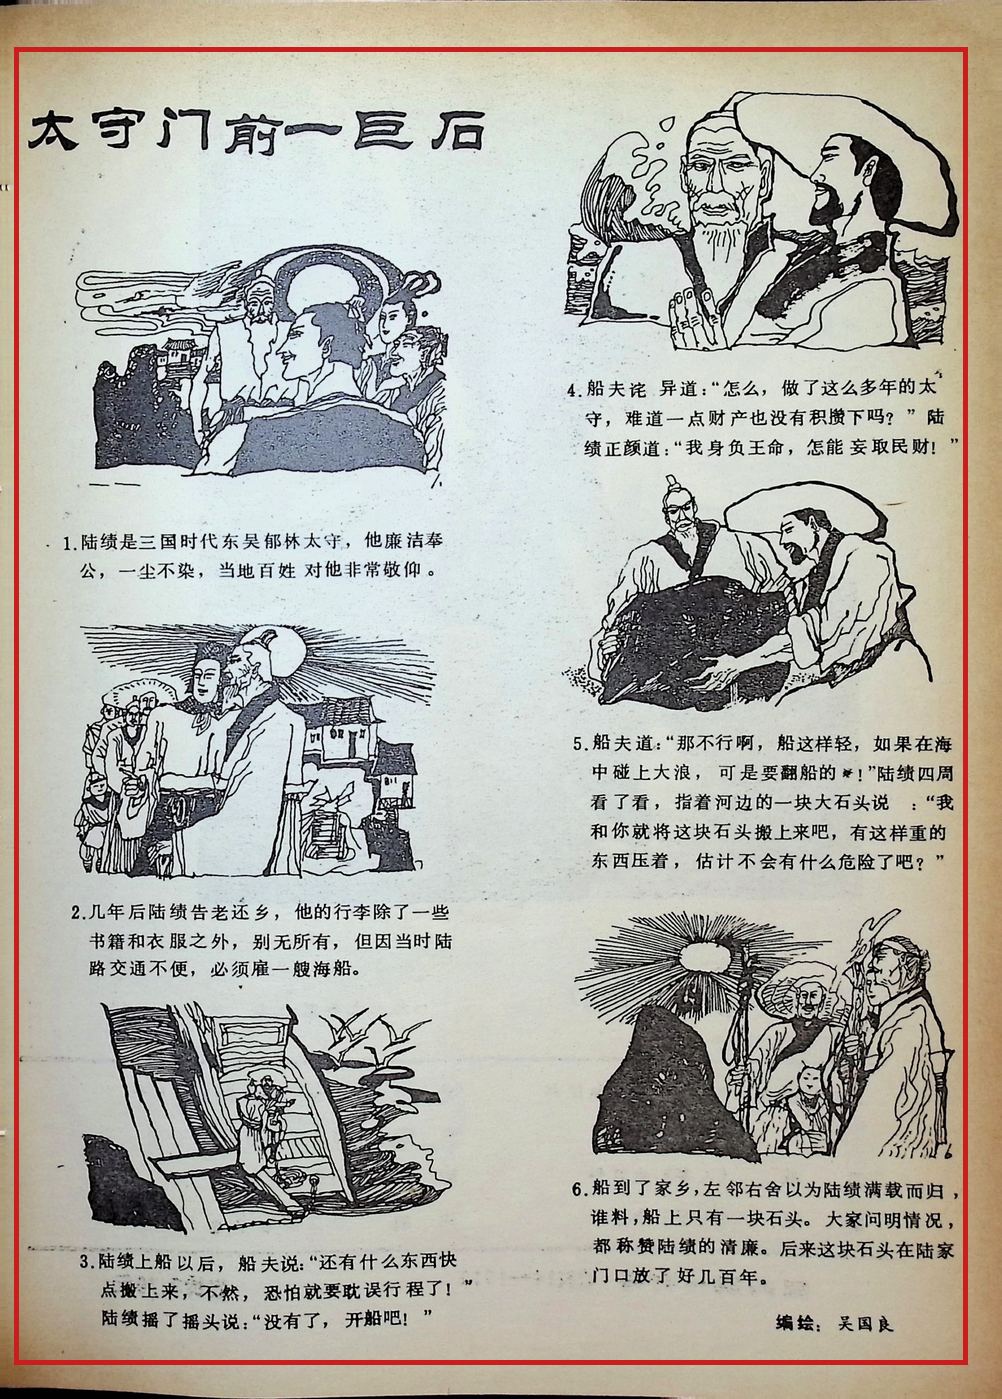 太守门前一巨石
1.陆绩是三国时代东吴郁林太守，他廉洁奉
公，一尘不染，当地百姓对他非常敬仰。
2.几年后陆绩告老还乡，他的行李除了一些
书籍和衣服之外，别无所有，但因当时陆
路交通不便，必须雇一艘海船。
3.陆绩上船以后，船夫说：“还有什么东西快
点搬上来，不然，恐怕就要耽误行程了！”
陆绩摇了摇头说：“没有了，开船吧！”
4.船夫诧异道：“怎么，做了这么多年的太
守，难道一点财产也没有积攒下吗？”陆
绩正颜道：“我身负王命，怎能妄取民财！”
5.船夫道：“那不行啊，船这样轻，如果在海
中碰上大浪，可是要翻船的！”陆绩四周
看了看，指着河边的一块大石头说：“我
和你就将这块石头搬上来吧，有这样重的
东西压着，估计不会有什么危险了吧？”
6.船到了家乡，左邻右舍以为陆绩满载而归，
谁料，船上只有一块石头。大家问明情况，
都称赞陆绩的清廉。后来这块石头在陆家
门口放了好几百年。
编绘：吴国良